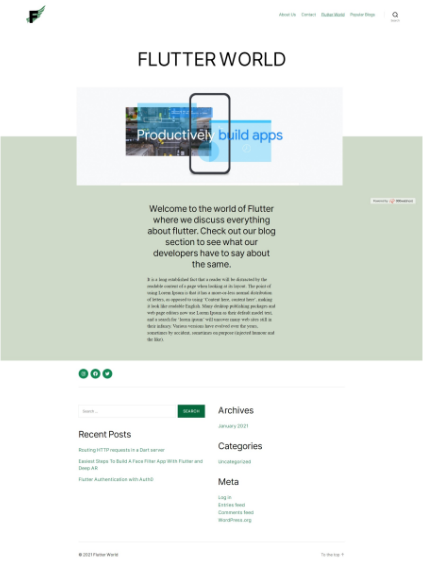 F
About Us Contact Flutter World Popular Blogs
Search
FLUTTER WORLD
Productively build apps
Welcome to the world of Flutter
where we discuss everything
about flutter. Check out our blog
section to see what our
developers have to say about
the same.
It is a long established fact that a reader will be distracted by the
readable content of a page when looking at its layout. The point of
using Lorem Ipsum is that it has a more-or-less normal distribution
of letters, as opposed to using 'Content here, content here', making
it look like readable English. Many desktop publishing packages and
web page editors now use Lorem Ipsum as their default model text,
and a search for 'lorem ipsum' will uncover many web sites still in
their infancy. Various versions have evolved over the years,
sometimes by accident, sometimes on purpose (injected humour and
the like).
Search …
SEARCH
Recent Posts
Routing HTTP requests in a Dart server
Easiest Steps To Build A Face Filter App With Flutter and
Deep AR
Flutter Authentication with Auth0
Archives
January 2021
Categories
Uncategorized
Meta
Log in
Entries feed
Comments feed
WordPress.org
© 2021 Flutter World
To the top ↑